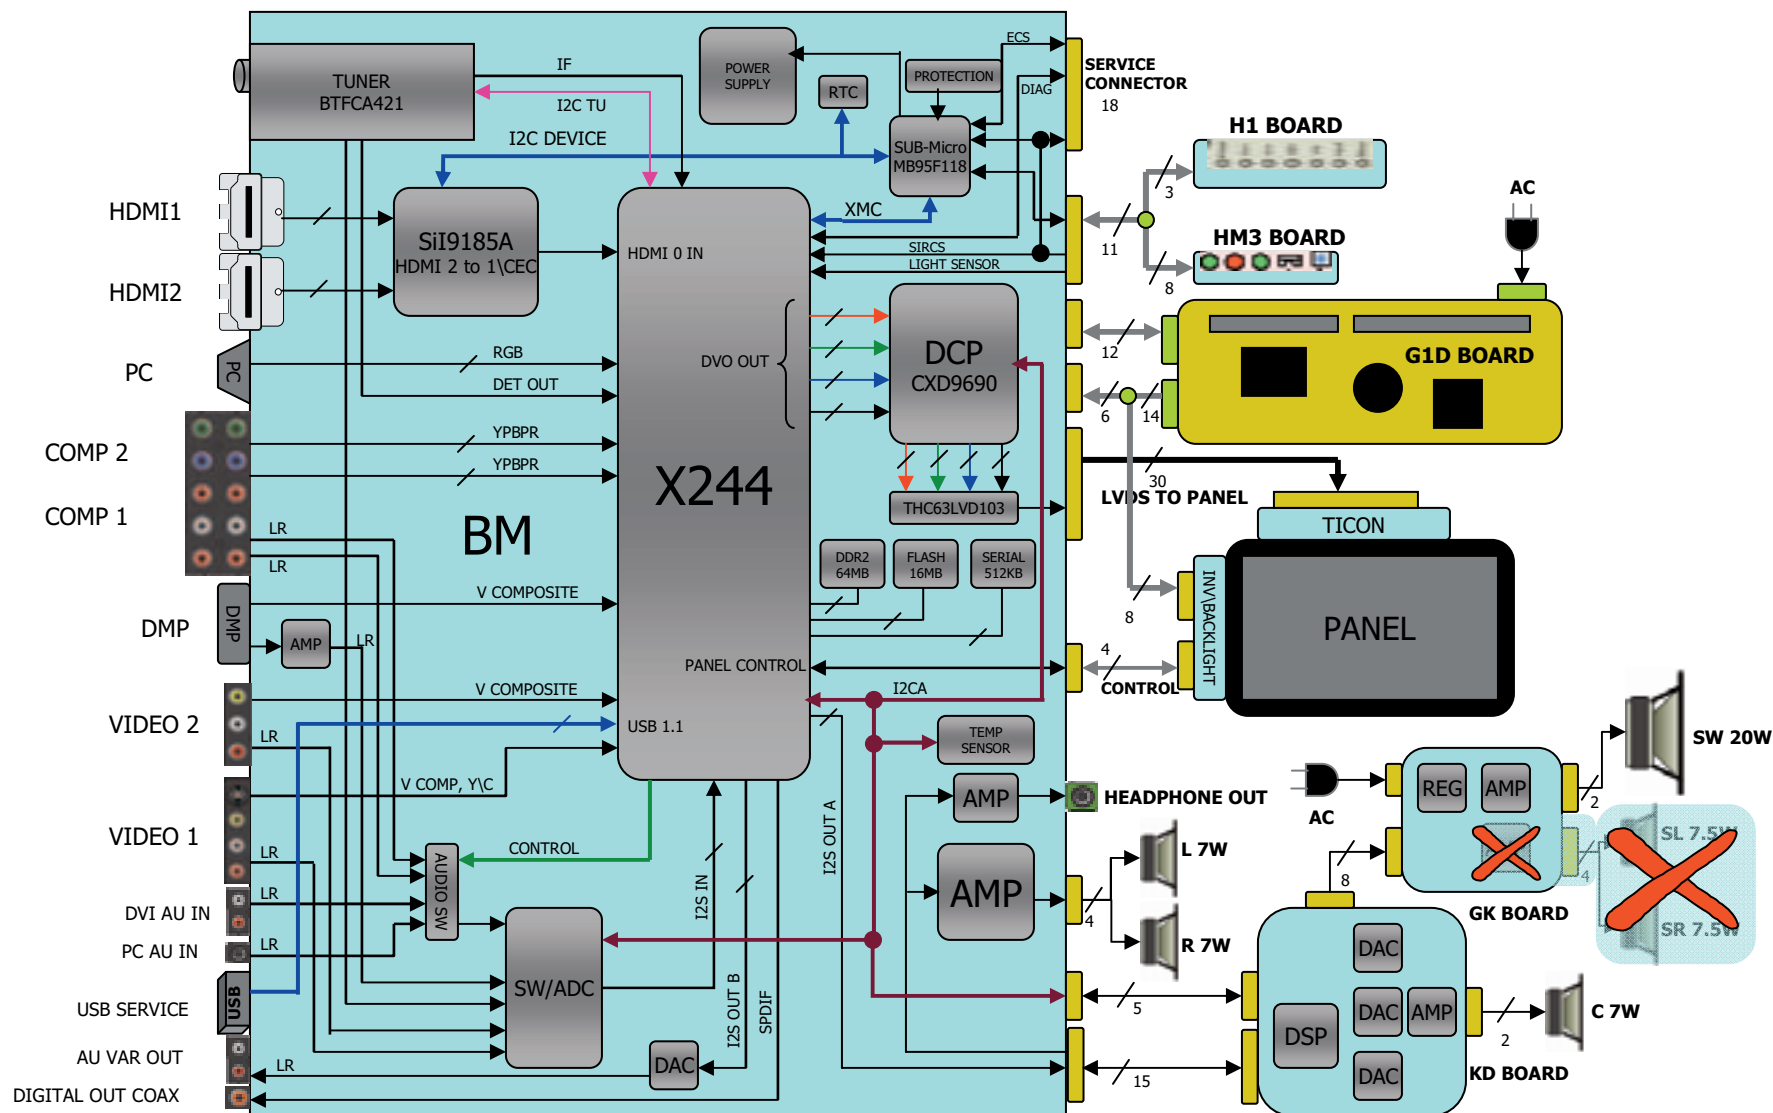 TUNER
BTFCA421
IF
I2C TU
I2C DEVICE
POWER
SUPPLY
RTC
PROTECTION
ECS
DIAG
SERVICE
CONNECTOR
18
SUB-Micro
MB95F118
H1 BOARD
3
AC
HDMI1
HDMI2
SiI9185A
HDMI 2 to 1\CEC
HDMI 0 IN
XMC
SIRCS
LIGHT SENSOR
11
HM3 BOARD
8
PC
PC
RGB
DET OUT
DVO OUT
DCP
CXD9690
12
G1D BOARD
6
14
COMP 2
YPBPR
YPBPR
COMP 1
LR
LR
BM
X244
THC63LVD103
30
LVDS TO PANEL
TICON
DDR2
64MB
FLASH
16MB
SERIAL
512KB
V COMPOSITE
DMP
DMP
AMP
LR
8
INV\BACKLIGHT
PANEL
PANEL CONTROL
4
CONTROL
V COMPOSITE
I2CA
VIDEO 2
USB 1.1
LR
TEMP
SENSOR
SW 20W
V COMP, Y\C
AMP
HEADPHONE OUT
AC
REG
AMP
2
VIDEO 1
LR
CONTROL
AUDIO SW
I2S IN
I2S OUT A
AMP
L 7W
4
R 7W
8
GK BOARD
4
SL 7.5W
SR 7.5W
DVI AU IN
LR
PC AU IN
LR
SW/ADC
USB SERVICE
USB
I2S OUT B
SPDIF
5
DAC
DSP
DAC
AMP
2
C 7W
DAC
KD BOARD
AU VAR OUT
LR
DAC
15
DIGITAL OUT COAX